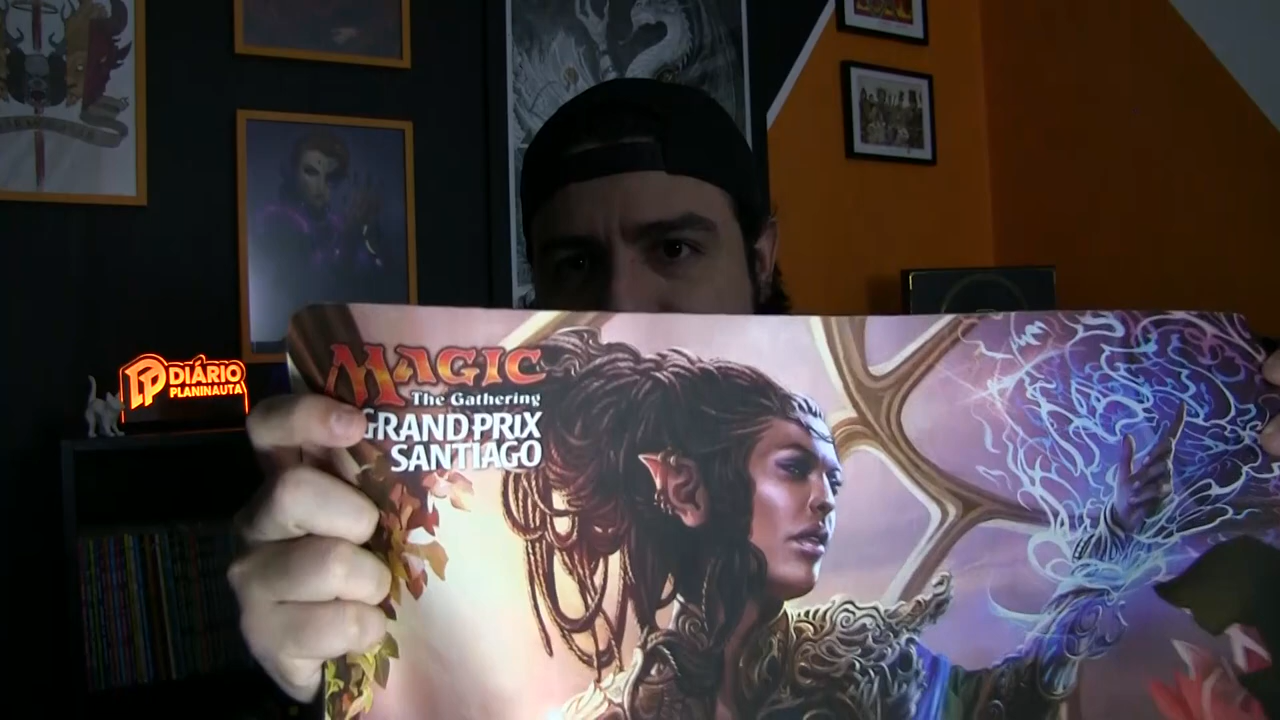 MAGIC
The Gathering
GRAND PRIX
SANTIAGO
DIÁRIO
PLANINAUTA